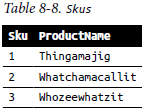 Table 8-8. Skus
Sku ProductName
1 Thingamajig
2 Whatchamacallit
3 Whozeewhatzit